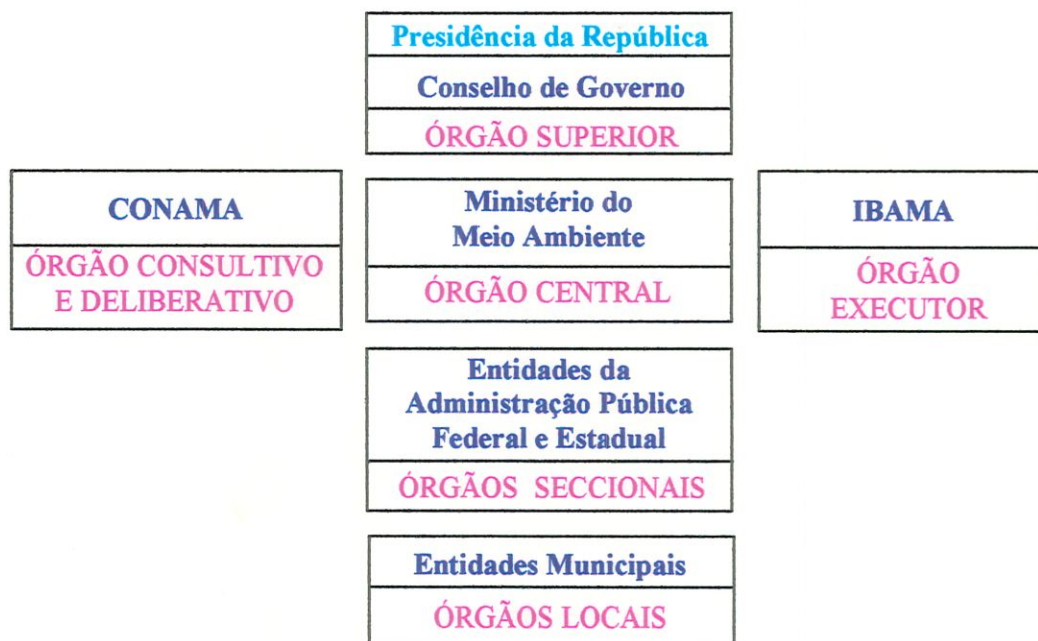 Presidência da República
Conselho de Governo
ÓRGÃO SUPERIOR
CONAMA
ÓRGÃO CONSULTIVO
E DELIBERATIVO
Ministério do
Meio Ambiente
ÓRGÃO CENTRAL
IBAMA
ÓRGÃO
EXECUTOR
Entidades da
Administração Pública
Federal e Estadual
ÓRGÃOS SECCIONAIS
Entidades Municipais
ÓRGÃOS LOCAIS